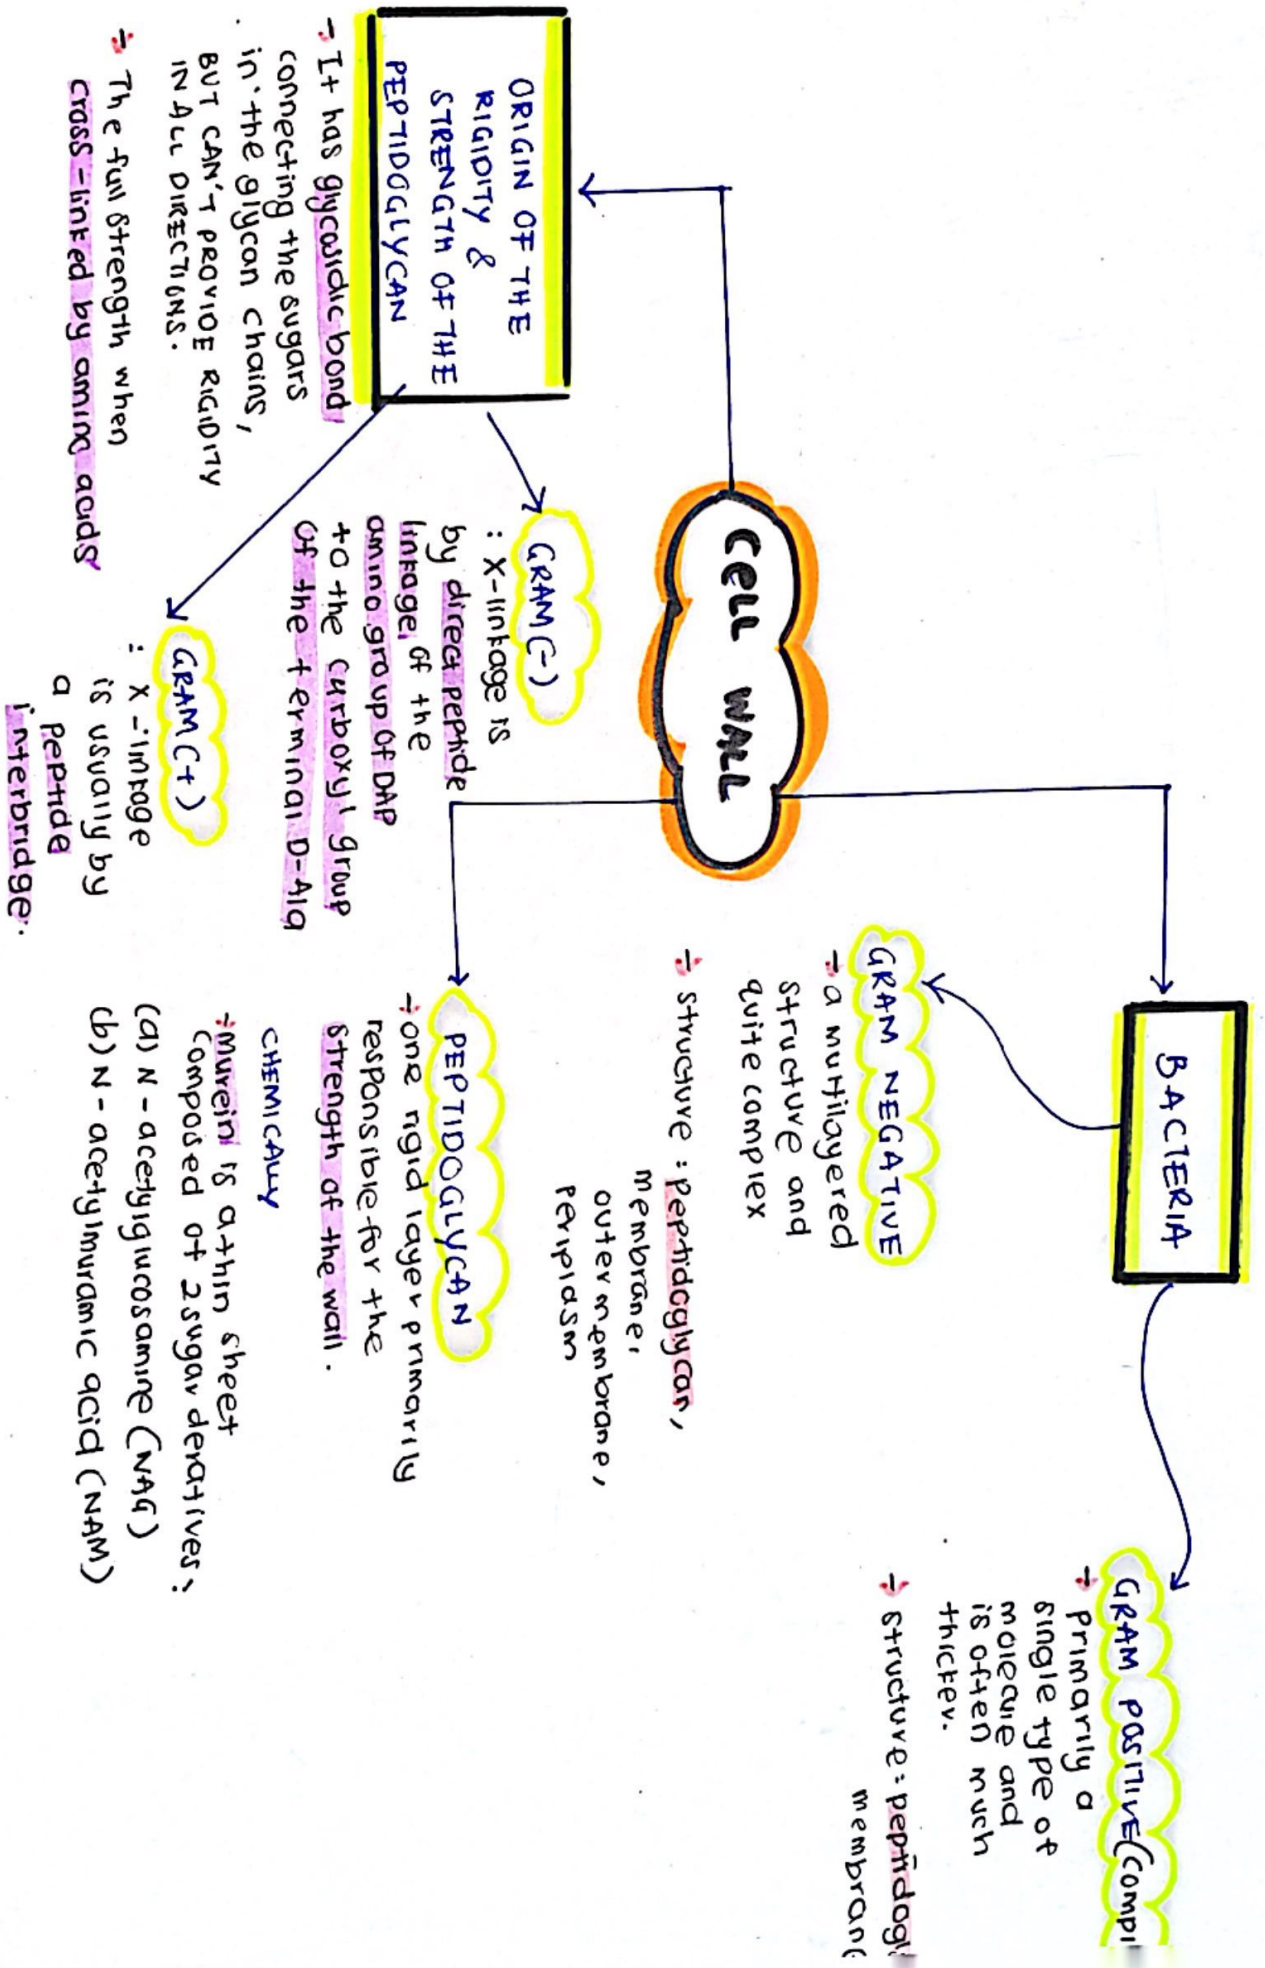 CELL WALL
BACTERIA
GRAM NEGATIVE
→ a multilayered
structure and
quite complex
→ structure : peptidoglycan,
membrane,
outer membrane,
periplasm
GRAM POSITIVE (Compl
→ primarily a
single type of
molecule and
is often much
thicker.
→ structure : peptidogl
membrane
ORIGIN OF THE
RIGIDITY &
STRENGTH OF THE
PEPTIDOGLYCAN
→ It has glycosidic bond
connecting the sugars
in the glycan chains,
BUT CAN'T PROVIDE RIGIDITY
IN ALL DIRECTIONS.
→ The full strength when
cross-linked by amino acids
GRAM (-)
: X-linkage is
by direct peptide
linkage of the
amino group of DAP
to the carboxyl group
of the terminal D-Ala
GRAM (+)
: X-linkage
is usually by
a peptide
interbridge.
PEPTIDOGLYCAN
→ one rigid layer primarily
responsible for the
strength of the wall.
CHEMICALLY
→ murein is a thin sheet
composed of 2 sugar deratives:
(a) N-acetylglucosamine (NAG)
(b) N-acetylmuramic acid (NAM)